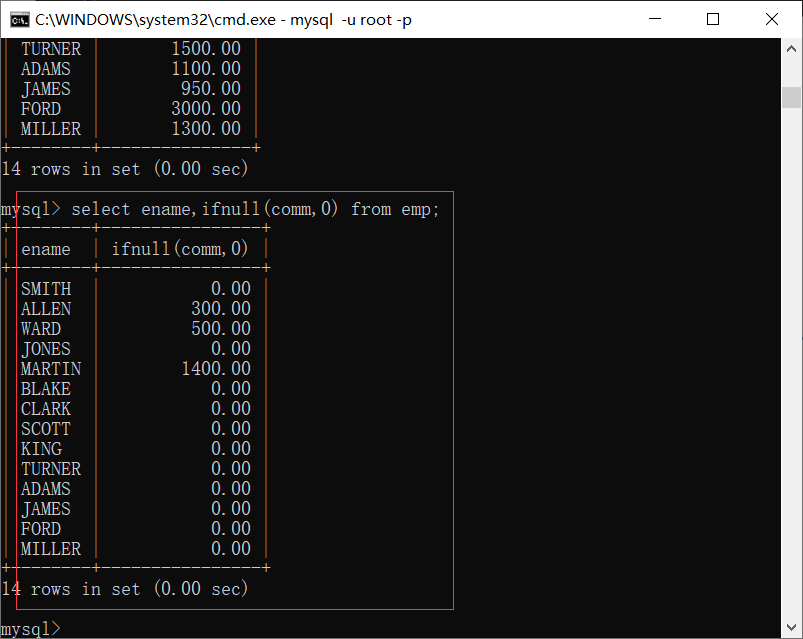 C:\WINDOWS\system32\cmd.exe - mysql  -u root -p
| TURNER |       1500.00 |
| ADAMS  |       1100.00 |
| JAMES  |        950.00 |
| FORD   |       3000.00 |
| MILLER |       1300.00 |
+--------+---------------+
14 rows in set (0.00 sec)
mysql> select ename,ifnull(comm,0) from emp;
+--------+----------------+
| ename  | ifnull(comm,0) |
+--------+----------------+
| SMITH  |           0.00 |
| ALLEN  |         300.00 |
| WARD   |         500.00 |
| JONES  |           0.00 |
| MARTIN |        1400.00 |
| BLAKE  |           0.00 |
| CLARK  |           0.00 |
| SCOTT  |           0.00 |
| KING   |           0.00 |
| TURNER |           0.00 |
| ADAMS  |           0.00 |
| JAMES  |           0.00 |
| FORD   |           0.00 |
| MILLER |           0.00 |
+--------+----------------+
14 rows in set (0.00 sec)
mysql>